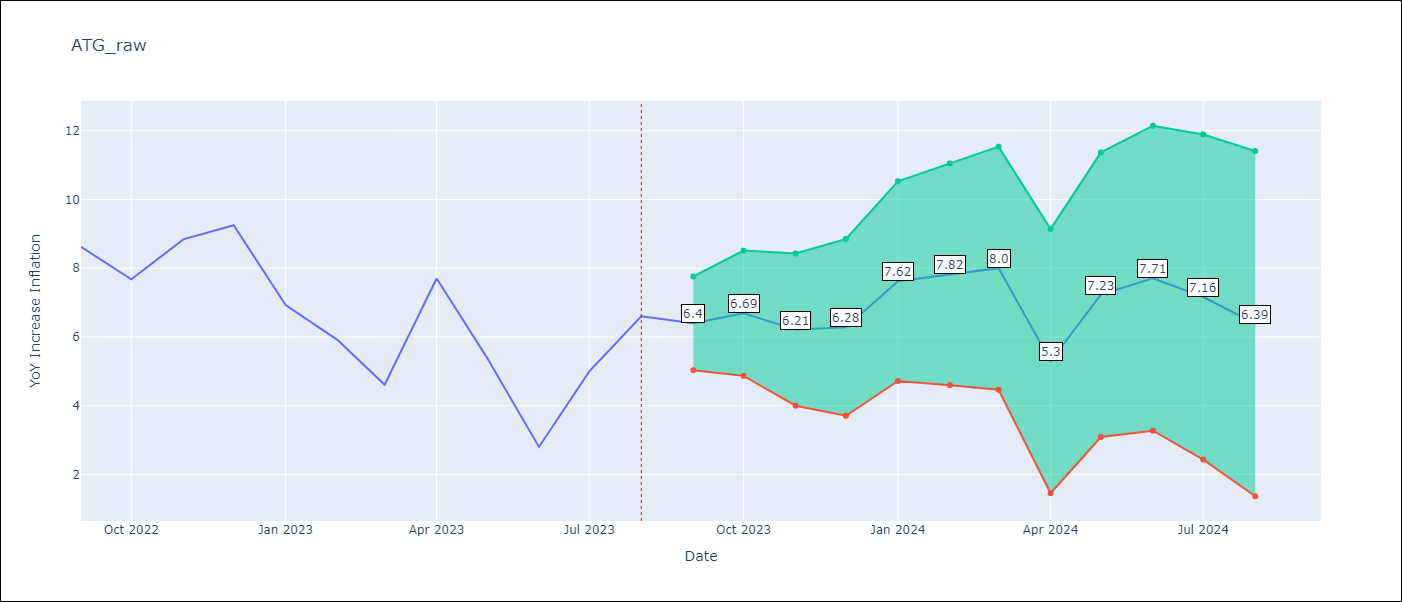 ATG_raw
YoY Increase Inflation
12
10
8
6
4
2
6.4
6.69
6.21
6.28
7.62
7.82
8.0
5.3
7.23
7.71
7.16
6.39
Oct 2022
Jan 2023
Apr 2023
Jul 2023
Oct 2023
Jan 2024
Apr 2024
Jul 2024
Date